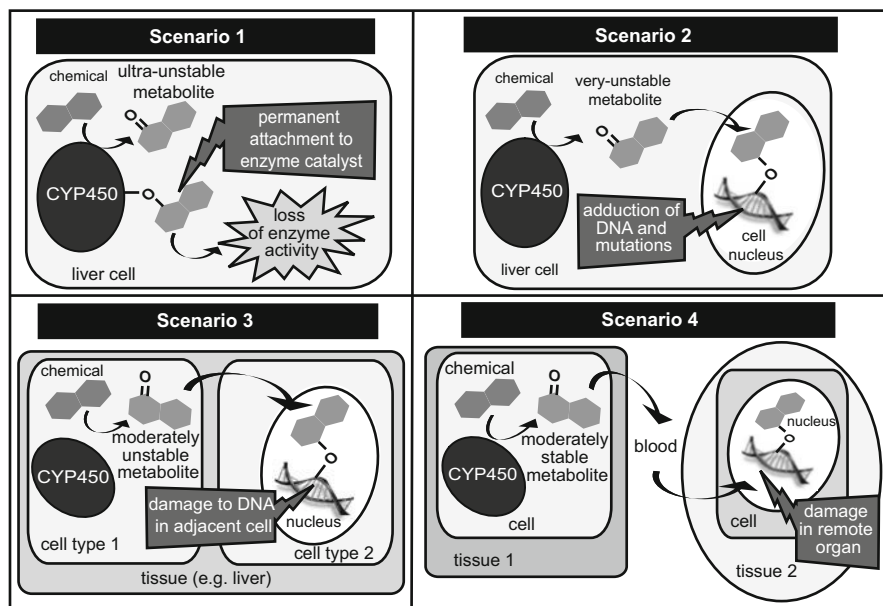 Scenario 1
chemical
ultra-unstable
metabolite
permanent
attachment to
enzyme catalyst
CYP450
O
O
loss
of enzyme
activity
liver cell
Scenario 2
chemical
very-unstable
metabolite
O
CYP450
O
adduction of
DNA and
mutations
cell
nucleus
liver cell
Scenario 3
chemical
O
moderately
unstable
metabolite
CYP450
O
damage to DNA
in adjacent cell
nucleus
cell type 1
cell type 2
tissue (e.g. liver)
Scenario 4
chemical
O
moderately
stable
metabolite
CYP450
cell
tissue 1
blood
nucleus
O
cell
damage
in remote
organ
tissue 2